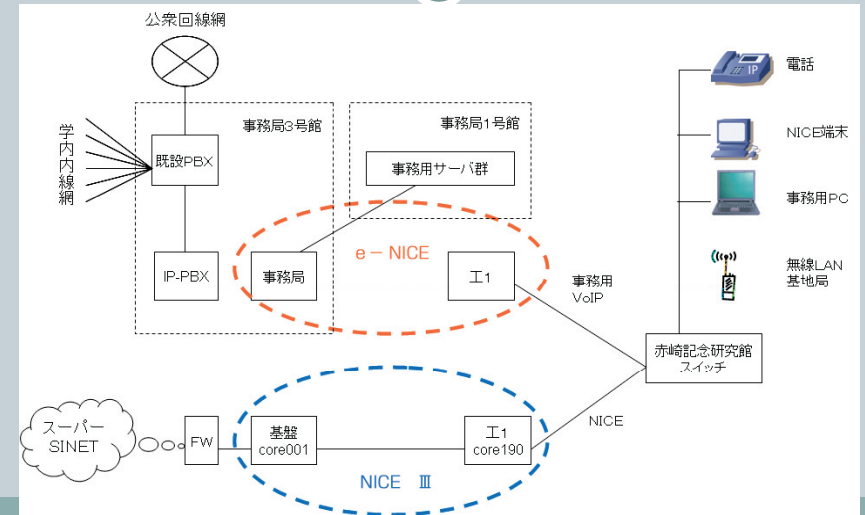 公衆回線網
事務局3号館
事務局1号館
学内内線網
既設PBX
事務用サーバ群
e－NICE
IP-PBX
事務局
工1
事務用
VoIP
IP
電話
NICE端末
事務用PC
無線LAN
基地局
赤崎記念研究館
スイッチ
スーパー
SINET
FW
基盤
core001
工1
core190
NICE
NICE Ⅲ